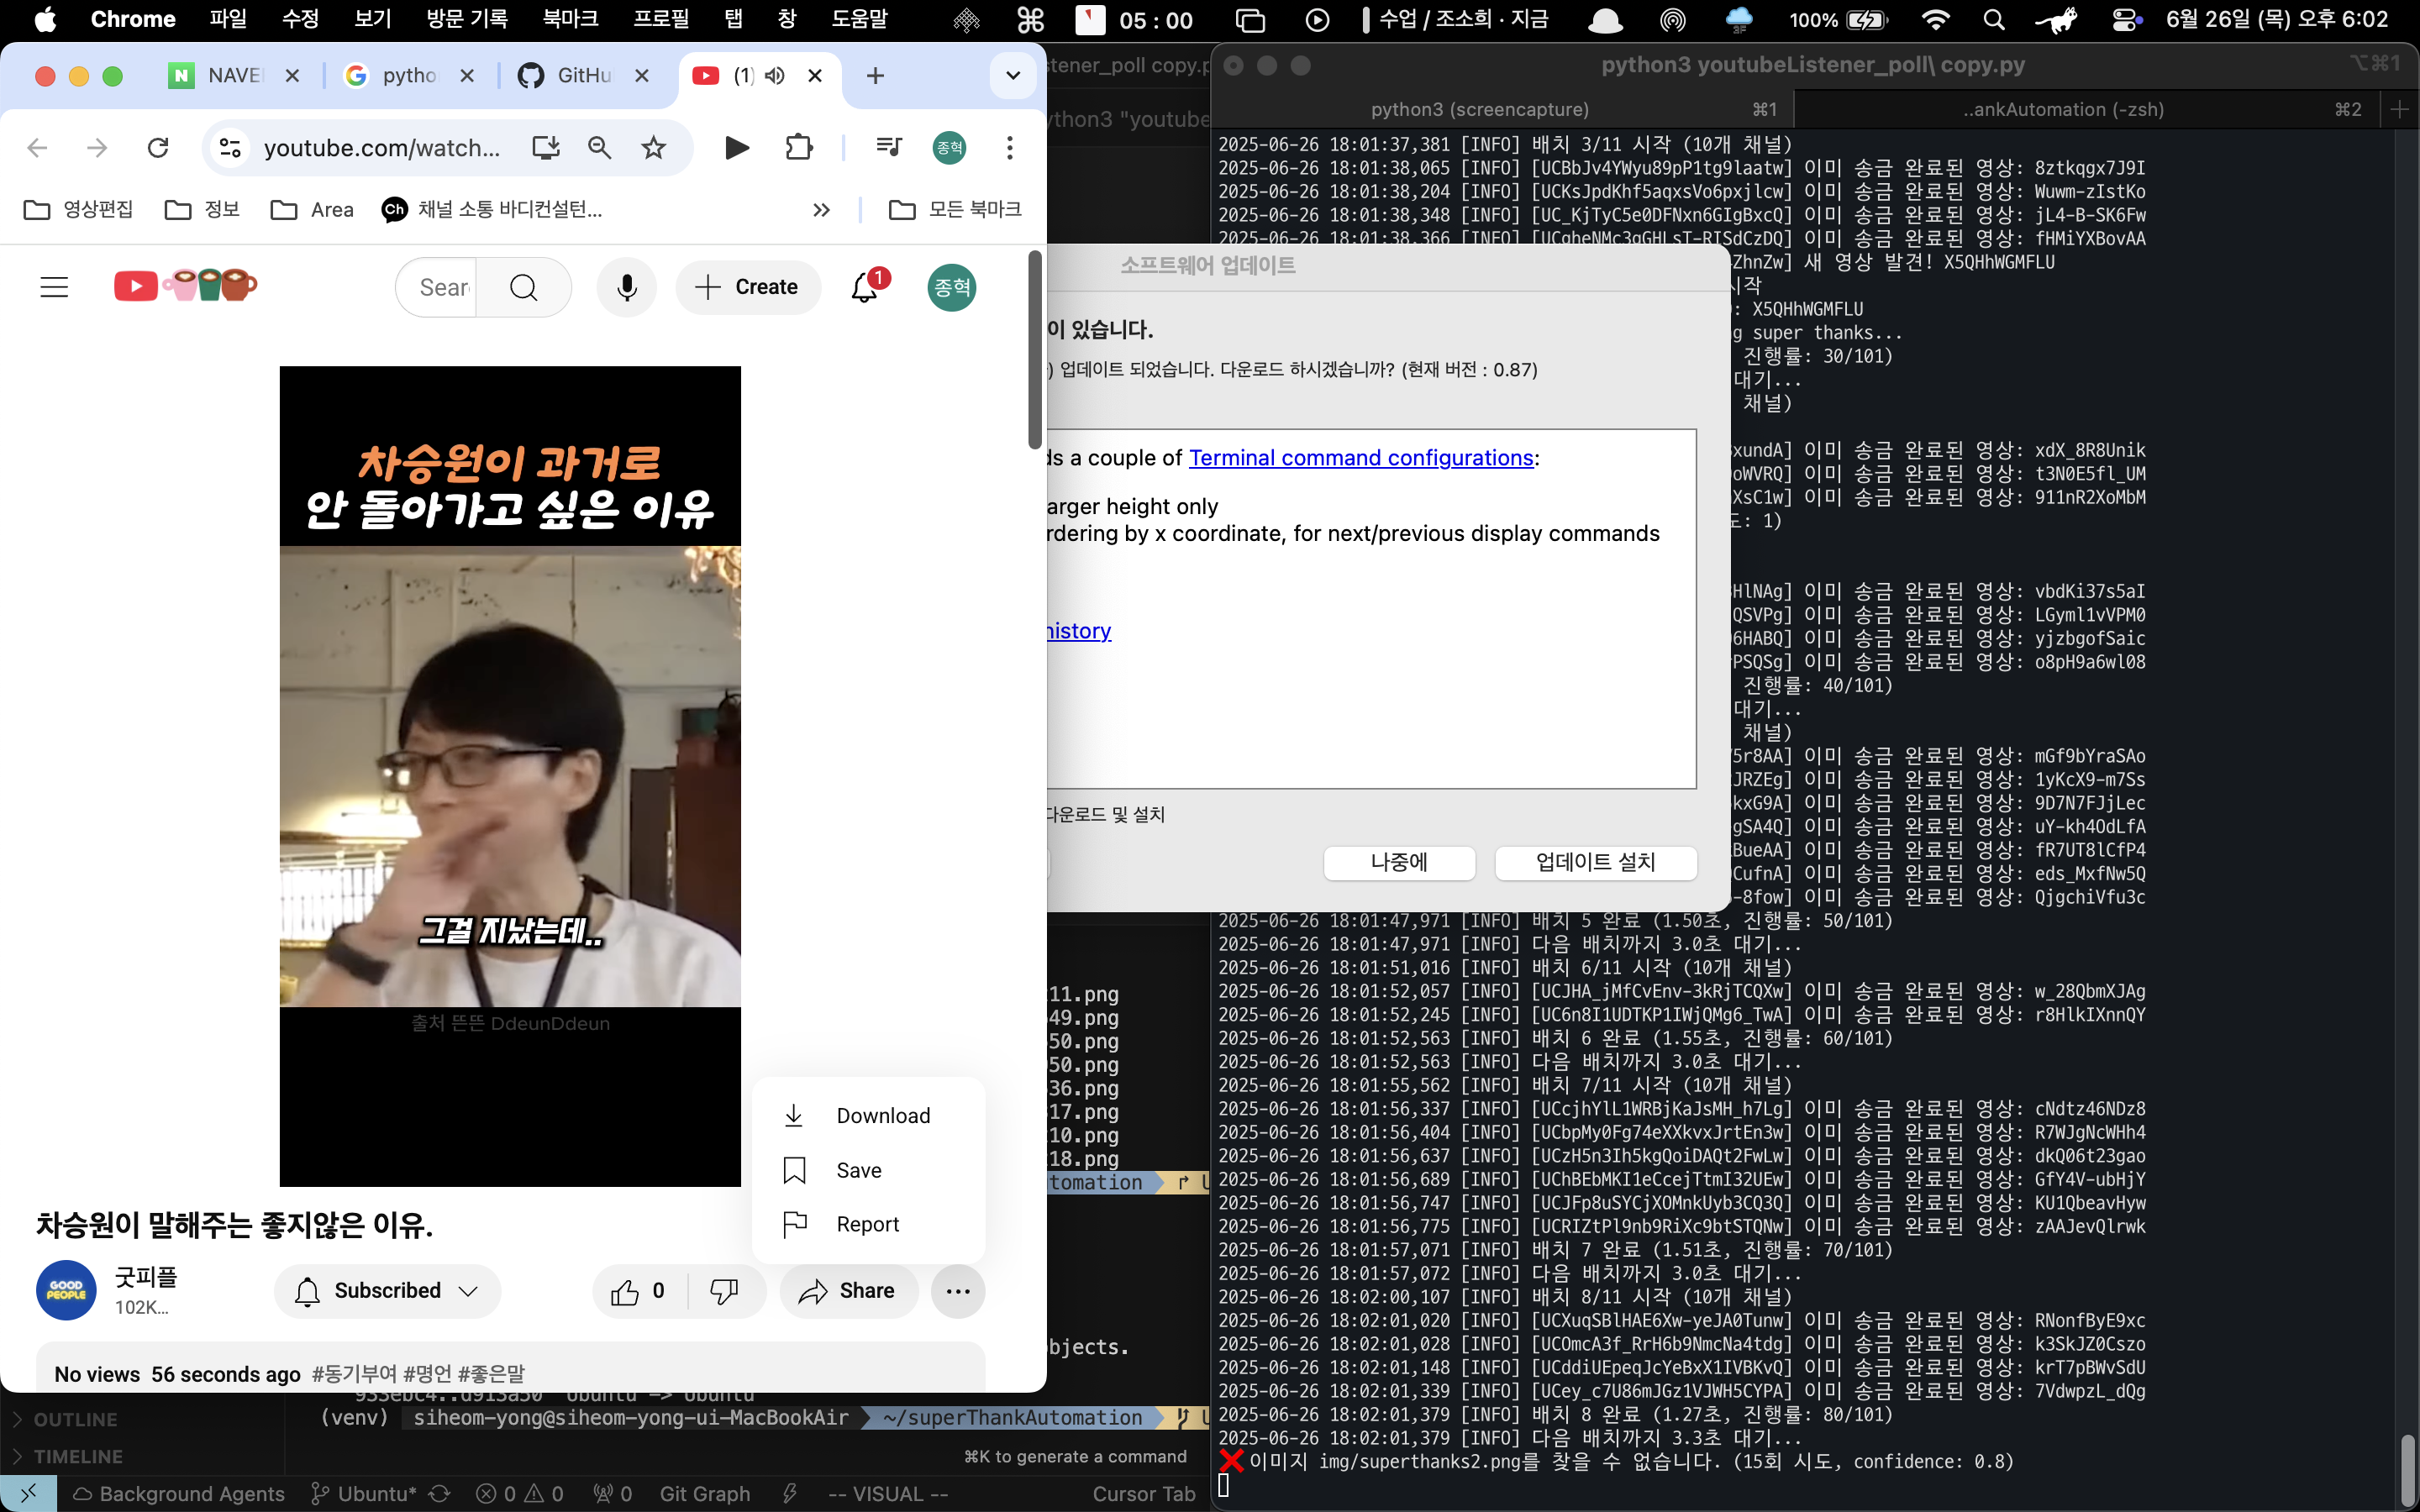 Chrome 파일 수정 보기 방문 기록 북마크 프로필 탭 창 도움말 05 : 00 수업 / 조소희 · 지금 100% 6월 26일 (목) 오후 6:02
NAVE pytho GitHu (1)
youtube.com/watch... 종혁
영상편집 정보 Area Ch 채널 소통 바디컨설턴... 모든 북마크
Sear Create 1 종혁
차승원이 과거로
안 돌아가고 싶은 이유
그걸 지났는데..
출처 뜬뜬 DdeunDdeun
Download
Save
Report
차승원이 말해주는 좋지않은 이유.
GOOD PEOPLE
굿피플
102K...
Subscribed 0 Share
No views 56 seconds ago #동기부여 #명언 #좋은말
stener_poll copy.p
ython3 "youtube
소프트웨어 업데이트
이 있습니다.
) 업데이트 되었습니다. 다운로드 하시겠습니까? (현재 버전 : 0.87)
ds a couple of Terminal command configurations:
arger height only
rdering by x coordinate, for next/previous display commands
history
다운로드 및 설치
나중에 업데이트 설치
11.png
49.png
50.png
50.png
36.png
17.png
10.png
18.png
tomation
bjects.
(venv) siheom-yong@siheom-yong-ui-MacBookAir ~/superThankAutomation
⌘K to generate a command
OUTLINE
TIMELINE
Background Agents Ubuntu* 0 0 0 Git Graph -- VISUAL -- Cursor Tab
python3 youtubeListener_poll\ copy.py ⌥⌘1
python3 (screencapture) ⌘1 ..ankAutomation (-zsh) ⌘2
2025-06-26 18:01:37,381 [INFO] 배치 3/11 시작 (10개 채널)
2025-06-26 18:01:38,065 [INFO] [UCBbJv4YWyu89pP1tg9laatw] 이미 송금 완료된 영상: 8ztkqgx7J9I
2025-06-26 18:01:38,204 [INFO] [UCKsJpdKhf5aqxsVo6pxjlcw] 이미 송금 완료된 영상: Wuwm-zIstKo
2025-06-26 18:01:38,348 [INFO] [UC_KjTyC5e0DFNxn6GIgBxcQ] 이미 송금 완료된 영상: jL4-B-SK6Fw
2025-06-26 18:01:38,366 [INFO] [UCgheNMc3gGHLsT-RISdCzDQ] 이미 송금 완료된 영상: fHMiYXBovAA
ZhnZw] 새 영상 발견! X5QHhWGMFLU
시작
: X5QHhWGMFLU
g super thanks...
진행률: 30/101)
대기...
채널)
xundA] 이미 송금 완료된 영상: xdX_8R8Unik
oWVRQ] 이미 송금 완료된 영상: t3N0E5fl_UM
XsC1w] 이미 송금 완료된 영상: 911nR2XoMbM
도: 1)
HlNAg] 이미 송금 완료된 영상: vbdKi37s5aI
QSVPg] 이미 송금 완료된 영상: LGyml1vVPM0
6HABQ] 이미 송금 완료된 영상: yjzbgofSaic
PSQSg] 이미 송금 완료된 영상: o8pH9a6wl08
진행률: 40/101)
대기...
채널)
5r8AA] 이미 송금 완료된 영상: mGf9bYraSAo
JRZEg] 이미 송금 완료된 영상: 1yKcX9-m7Ss
kxG9A] 이미 송금 완료된 영상: 9D7N7FJjLec
gSA4Q] 이미 송금 완료된 영상: uY-kh4OdLfA
BueAA] 이미 송금 완료된 영상: fR7UT8lCfP4
CufnA] 이미 송금 완료된 영상: eds_MxfNw5Q
-8fow] 이미 송금 완료된 영상: QjgchiVfu3c
2025-06-26 18:01:47,971 [INFO] 배치 5 완료 (1.50초, 진행률: 50/101)
2025-06-26 18:01:47,971 [INFO] 다음 배치까지 3.0초 대기...
2025-06-26 18:01:51,016 [INFO] 배치 6/11 시작 (10개 채널)
2025-06-26 18:01:52,057 [INFO] [UCJHA_jMfCvEnv-3kRjTCQXw] 이미 송금 완료된 영상: w_28QbmXJAg
2025-06-26 18:01:52,245 [INFO] [UC6n8I1UDTKP1IWjQMg6_TwA] 이미 송금 완료된 영상: r8HlkIXnnQY
2025-06-26 18:01:52,563 [INFO] 배치 6 완료 (1.55초, 진행률: 60/101)
2025-06-26 18:01:52,563 [INFO] 다음 배치까지 3.0초 대기...
2025-06-26 18:01:55,562 [INFO] 배치 7/11 시작 (10개 채널)
2025-06-26 18:01:56,337 [INFO] [UCcjhYlL1WRBjKaJsMH_h7Lg] 이미 송금 완료된 영상: cNdtz46NDz8
2025-06-26 18:01:56,404 [INFO] [UCbpMy0Fg74eXXkvxJrtEn3w] 이미 송금 완료된 영상: R7WJgNcWHh4
2025-06-26 18:01:56,637 [INFO] [UCzH5n3Ih5kgQoiDAQt2FwLw] 이미 송금 완료된 영상: dkQ06t23gao
2025-06-26 18:01:56,689 [INFO] [UChBEbMKI1eCcejTtmI32UEw] 이미 송금 완료된 영상: GfY4V-ubHjY
2025-06-26 18:01:56,747 [INFO] [UCJFp8uSYCjXOMnkUyb3CQ3Q] 이미 송금 완료된 영상: KU1QbeavHyw
2025-06-26 18:01:56,775 [INFO] [UCRIZtPl9nb9RiXc9btSTQNw] 이미 송금 완료된 영상: zAAJevQlrwk
2025-06-26 18:01:57,071 [INFO] 배치 7 완료 (1.51초, 진행률: 70/101)
2025-06-26 18:01:57,072 [INFO] 다음 배치까지 3.0초 대기...
2025-06-26 18:02:00,107 [INFO] 배치 8/11 시작 (10개 채널)
2025-06-26 18:02:01,020 [INFO] [UCXuqSBlHAE6Xw-yeJA0Tunw] 이미 송금 완료된 영상: RNonfByE9xc
2025-06-26 18:02:01,028 [INFO] [UCOmcA3f_RrH6b9NmcNa4tdg] 이미 송금 완료된 영상: k3SkJZ0Cszo
2025-06-26 18:02:01,148 [INFO] [UCddiUEpeqJcYeBxX1IVBKvQ] 이미 송금 완료된 영상: krT7pBWvSdU
2025-06-26 18:02:01,339 [INFO] [UCey_c7U86mJGz1VJWH5CYPA] 이미 송금 완료된 영상: 7VdwpzL_dQg
2025-06-26 18:02:01,379 [INFO] 배치 8 완료 (1.27초, 진행률: 80/101)
2025-06-26 18:02:01,379 [INFO] 다음 배치까지 3.3초 대기...
❌이미지 img/superthanks2.png를 찾을 수 없습니다. (15회 시도, confidence: 0.8)